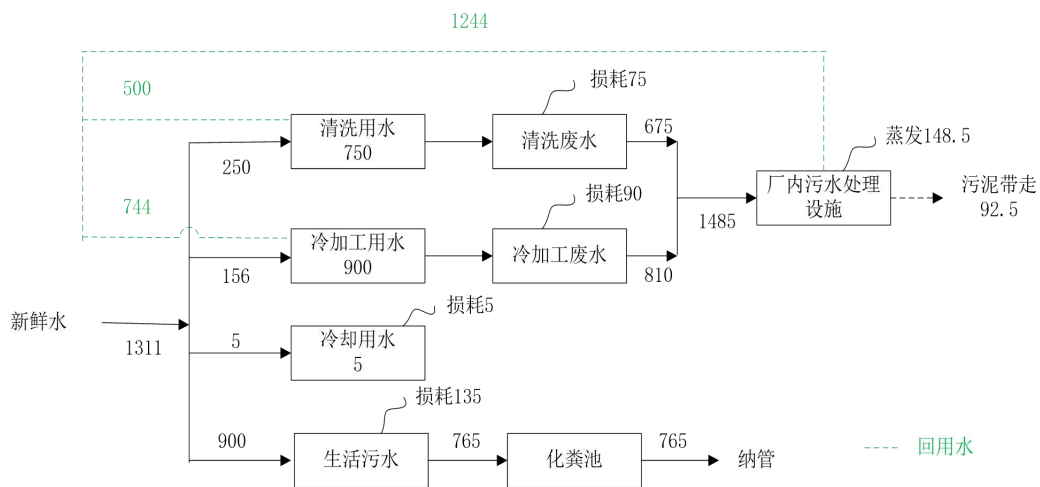 1244
500
损耗75
清洗用水
750
清洗废水
675
蒸发148.5
250
厂内污水处理
设施
污泥带走
92.5
744
损耗90
1485
冷加工用水
900
冷加工废水
156
810
新鲜水
1311
损耗5
5
冷却用水
5
损耗135
900
生活污水
765
化粪池
765
纳管
回用水